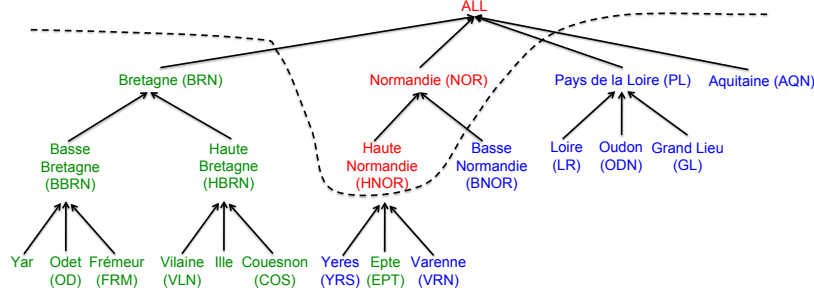 ALL
Bretagne (BRN)
Normandie (NOR)
Pays de la Loire (PL)
Aquitaine (AQN)
Basse
Bretagne
(BBRN)
Haute
Bretagne
(HBRN)
Haute
Normandie
(HNOR)
Basse
Normandie
(BNOR)
Loire
(LR)
Oudon
(ODN)
Grand Lieu
(GL)
Yar
Odet
(OD)
Frémeur
(FRM)
Vilaine
(VLN)
Ille
Couesnon
(COS)
Yeres
(YRS)
Epte
(EPT)
Varenne
(VRN)